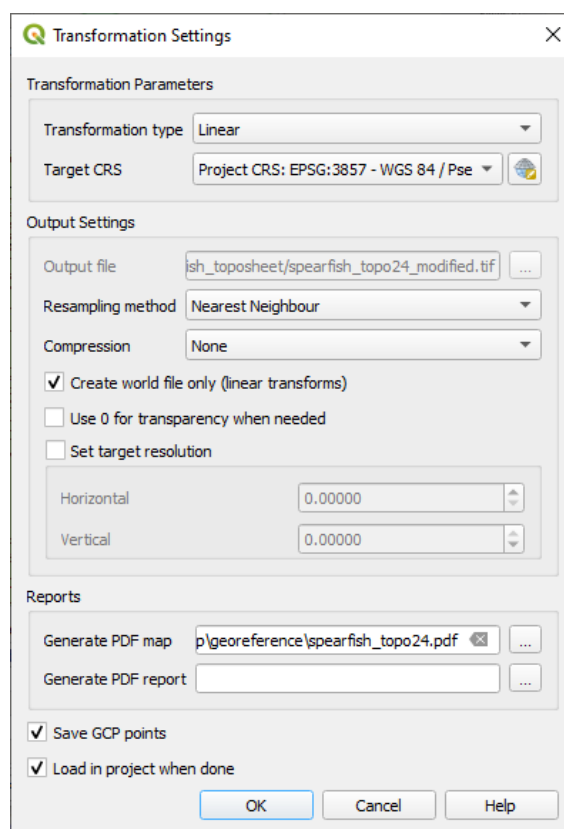 Transformation Settings
Transformation Parameters
Transformation type Linear
Target CRS Project CRS: EPSG:3857 - WGS 84 / Pse
Output Settings
Output file ish_toposheet/spearfish_topo24_modified.tif ...
Resampling method Nearest Neighbour
Compression None
Create world file only (linear transforms)
Use 0 for transparency when needed
Set target resolution
Horizontal 0.00000
Vertical 0.00000
Reports
Generate PDF map p\georeference\spearfish_topo24.pdf ...
Generate PDF report ...
Save GCP points
Load in project when done
OK Cancel Help